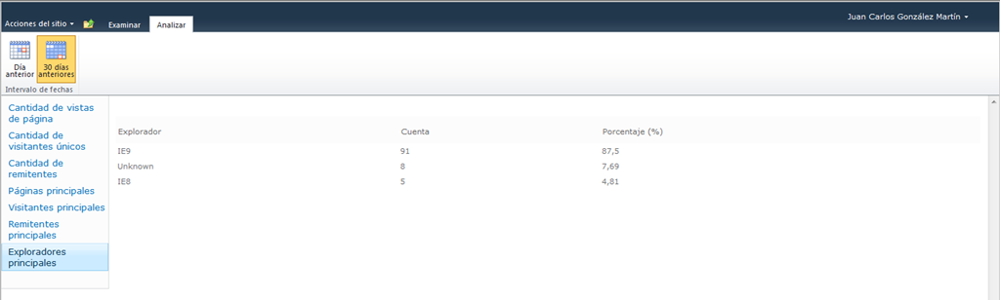 Acciones del sitio Examinar Analizar Juan Carlos González Martín
Día anterior
30 días anteriores
Intervalo de fechas
Cantidad de vistas
de página
Cantidad de
visitantes únicos
Cantidad de
remitentes
Páginas principales
Visitantes principales
Remitentes
principales
Exploradores
principales
Explorador Cuenta Porcentaje (%)
IE9 91 87,5
Unknown 8 7,69
IE8 5 4,81